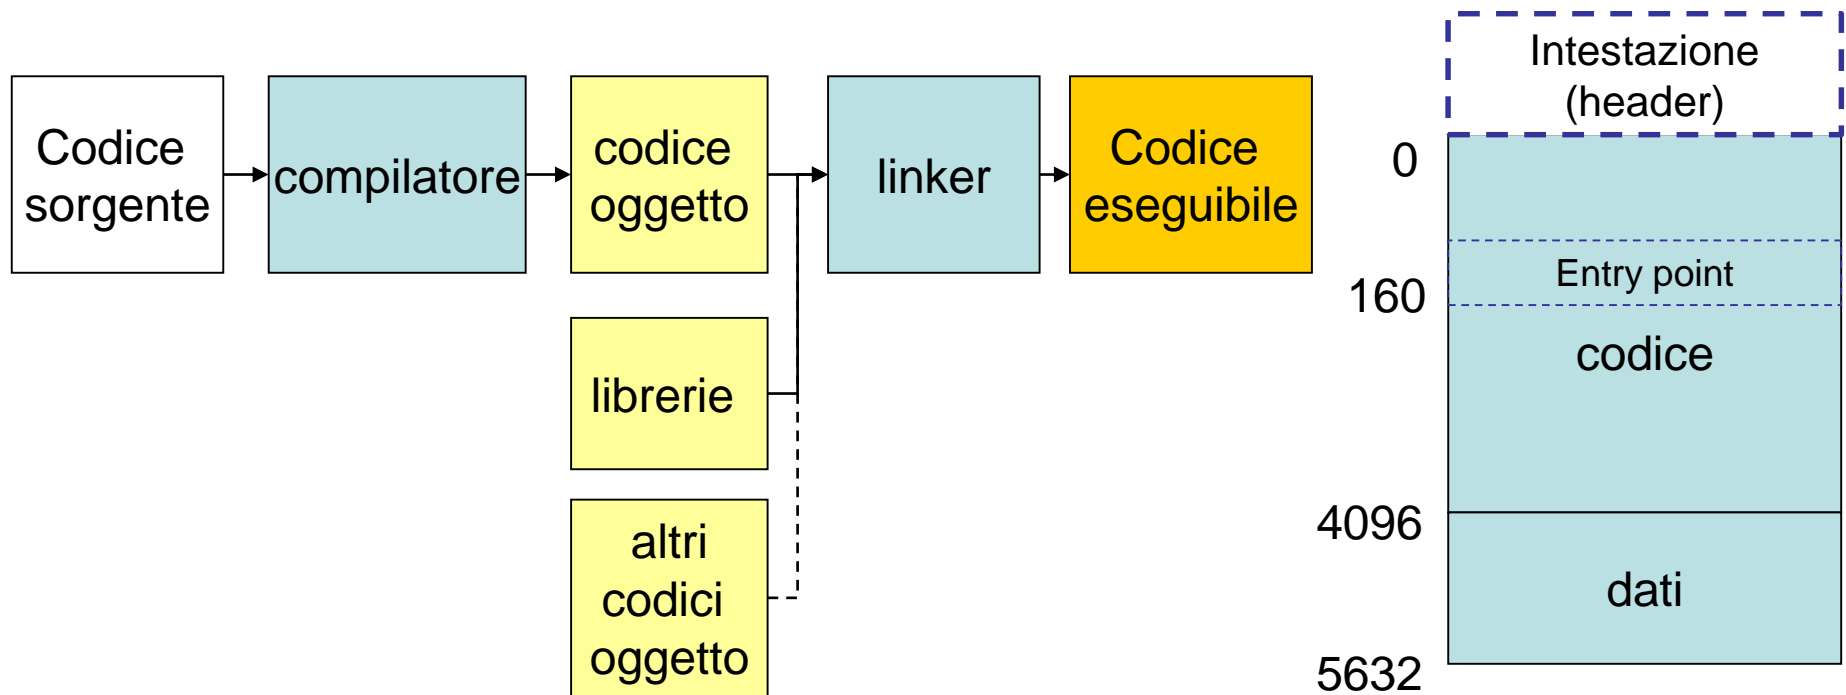 Codice
sorgente
compilatore
codice
oggetto
linker
Codice
eseguibile
librerie
altri
codici
oggetto
Intestazione
(header)
0
Entry point
160
codice
4096
dati
5632